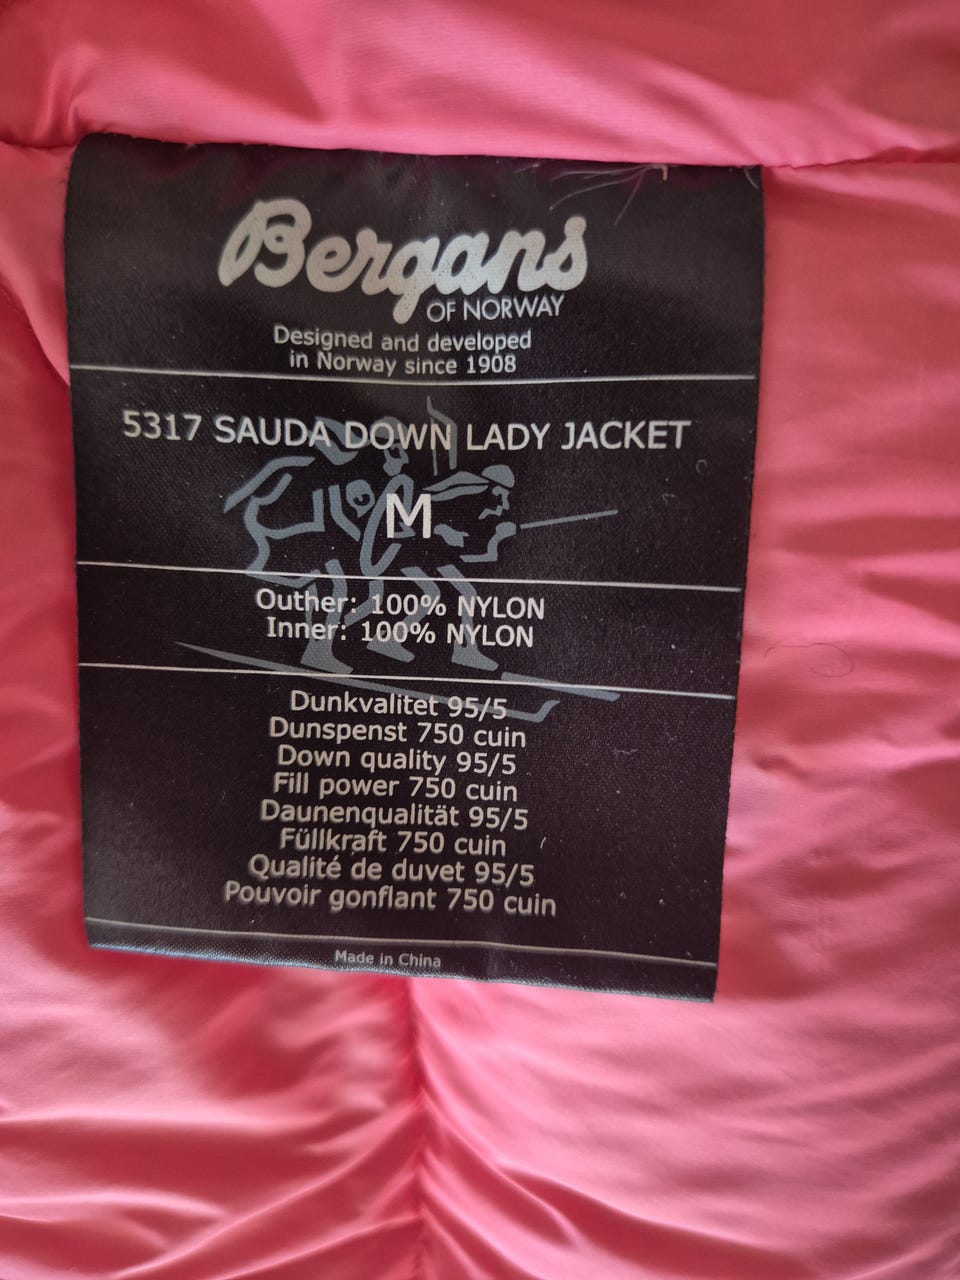 Bergans
OF NORWAY
Designed and developed
in Norway since 1908
5317 SAUDA DOWN LADY JACKET
M
Outher: 100% NYLON
Inner: 100% NYLON
Dunkvalitet 95/5
Dunspenst 750 cuin
Down quality 95/5
Fill power 750 cuin
Daunenqualität 95/5
Füllkraft 750 cuin
Qualité de duvet 95/5
Pouvoir gonflant 750 cuin
Made in China